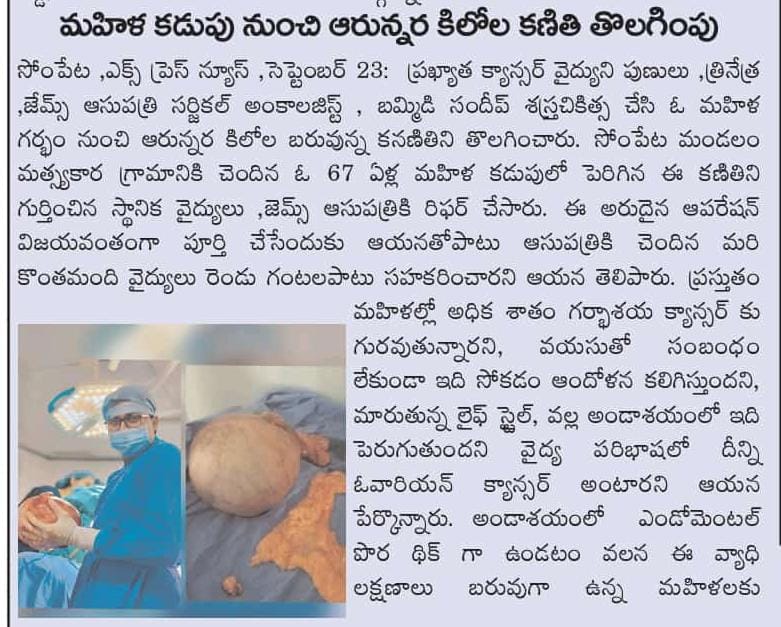 మహిళ కడుపు నుంచి ఆరున్నర కిలోల కణితి తొలగింపు
సోంపేట ,ఎక్స్ ప్రెస్ న్యూస్ ,సెప్టెంబర్ 23: ప్రఖ్యాత క్యాన్సర్ వైద్యుని పుణులు ,త్రినేత్ర
,జేమ్స్ ఆసుపత్రి సర్జికల్ అంకాలజిస్ట్ , బమ్మిడి సందీప్ శస్త్రచికిత్స చేసి ఓ మహిళ
గర్భం నుంచి ఆరున్నర కిలోల బరువున్న కనణితిని తొలగించారు. సోంపేట మండలం
మత్స్యకార గ్రామానికి చెందిన ఓ 67 ఏళ్ల మహిళ కడుపులో పెరిగిన ఈ కణితిని
గుర్తించిన స్థానిక వైద్యులు ,జెమ్స్ ఆసుపత్రికి రిఫర్ చేసారు. ఈ అరుదైన ఆపరేషన్
విజయవంతంగా పూర్తి చేసేందుకు ఆయనతోపాటు ఆసుపత్రికి చెందిన మరి
కొంతమంది వైద్యులు రెండు గంటలపాటు సహకరించారని ఆయన తెలిపారు. ప్రస్తుతం
మహిళల్లో అధిక శాతం గర్భాశయ క్యాన్సర్ కు
గురవుతున్నారని, వయసుతో సంబంధం
లేకుండా ఇది సోకడం ఆందోళన కలిగిస్తుందని,
మారుతున్న లైఫ్ స్టైల్, వల్ల అండాశయంలో ఇది
పెరుగుతుందని వైద్య పరిభాషలో దీన్ని
ఓవారియన్ క్యాన్సర్ అంటారని ఆయన
పేర్కొన్నారు. అండాశయంలో ఎండోమెంటల్
పొర థిక్ గా ఉండటం వలన ఈ వ్యాధి
లక్షణాలు బరువుగా ఉన్న మహిళలకు